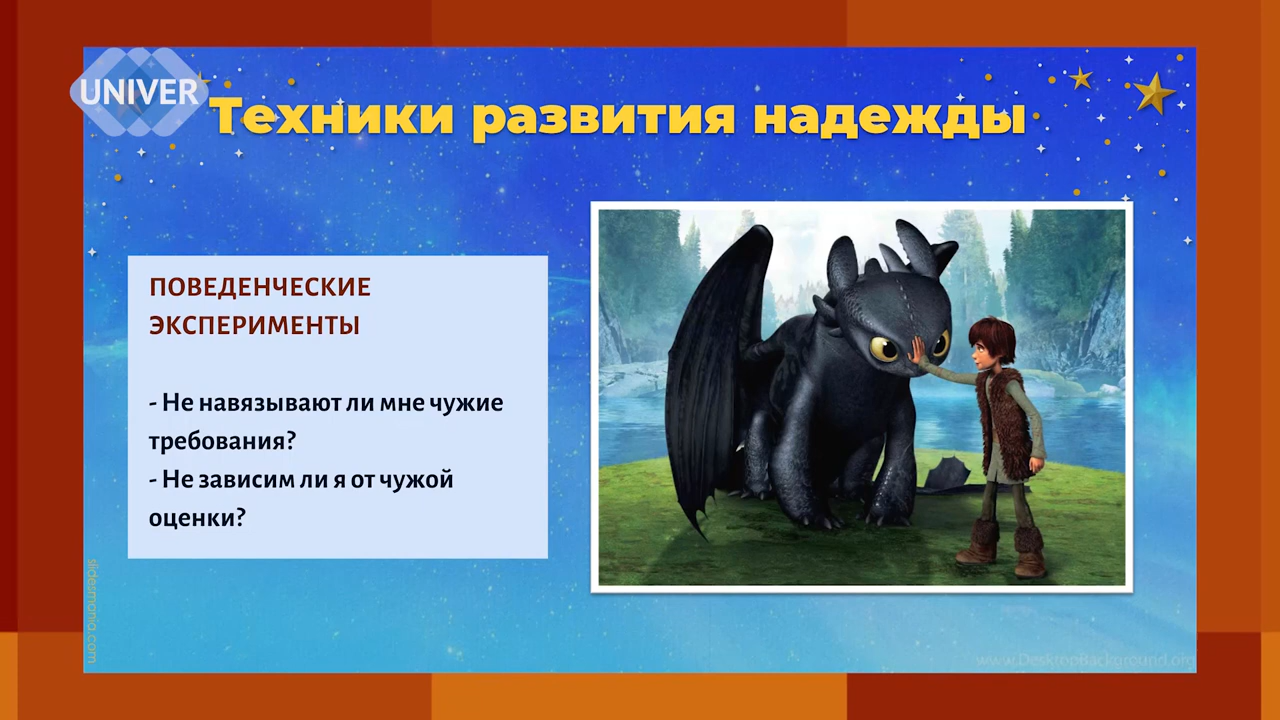 UNIVER
Техники развития надежды
ПОВЕДЕНЧЕСКИЕ
ЭКСПЕРИМЕНТЫ
- Не навязывают ли мне чужие
требования?
- Не зависим ли я от чужой
оценки?
slidesmania.com
www.DesktopBackground.org